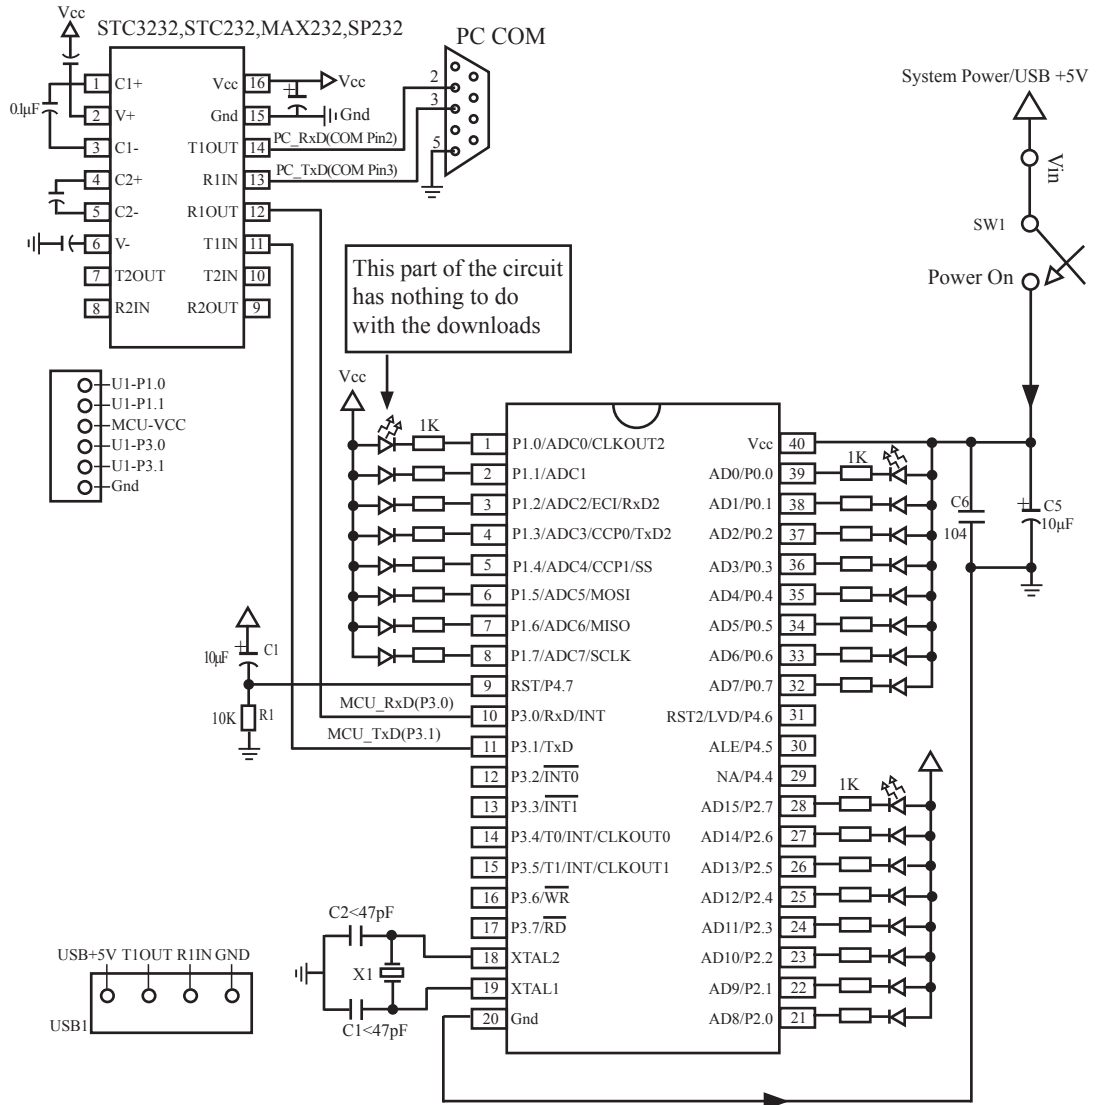 Vcc
STC3232,STC232,MAX232,SP232
PC COM
1 C1+ Vcc 16 Vcc
0.1µF
2 V+ Gnd 15 Gnd
3 C1- T1OUT 14 PC_RxD(COM Pin2)
4 C2+ R1IN 13 PC_TxD(COM Pin3)
5 C2- R1OUT 12
6 V- T1IN 11
7 T2OUT T2IN 10
8 R2IN R2OUT 9
2
3
5
System Power/USB +5V
Vin
SW1
Power On
This part of the circuit
has nothing to do
with the downloads
U1-P1.0
U1-P1.1
MCU-VCC
U1-P3.0
U1-P3.1
Gnd
Vcc
1K
1 P1.0/ADC0/CLKOUT2 Vcc 40
2 P1.1/ADC1 AD0/P0.0 39 1K
3 P1.2/ADC2/ECI/RxD2 AD1/P0.1 38
4 P1.3/ADC3/CCP0/TxD2 AD2/P0.2 37
5 P1.4/ADC4/CCP1/SS AD3/P0.3 36
6 P1.5/ADC5/MOSI AD4/P0.4 35
7 P1.6/ADC6/MISO AD5/P0.5 34
8 P1.7/ADC7/SCLK AD6/P0.6 33
9 RST/P4.7 AD7/P0.7 32
10 P3.0/RxD/INT RST2/LVD/P4.6 31
11 P3.1/TxD ALE/P4.5 30
12 P3.2/INT0 NA/P4.4 29
13 P3.3/INT1 AD15/P2.7 28 1K
14 P3.4/T0/INT/CLKOUT0 AD14/P2.6 27
15 P3.5/T1/INT/CLKOUT1 AD13/P2.5 26
16 P3.6/WR AD12/P2.4 25
17 P3.7/RD AD11/P2.3 24
18 XTAL2 AD10/P2.2 23
19 XTAL1 AD9/P2.1 22
20 Gnd AD8/P2.0 21
C6
104
+
C5
10µF
+
10µF C1
10K R1
MCU_RxD(P3.0)
MCU_TxD(P3.1)
C2<47pF
X1
C1<47pF
USB+5V T1OUT R1IN GND
USB1